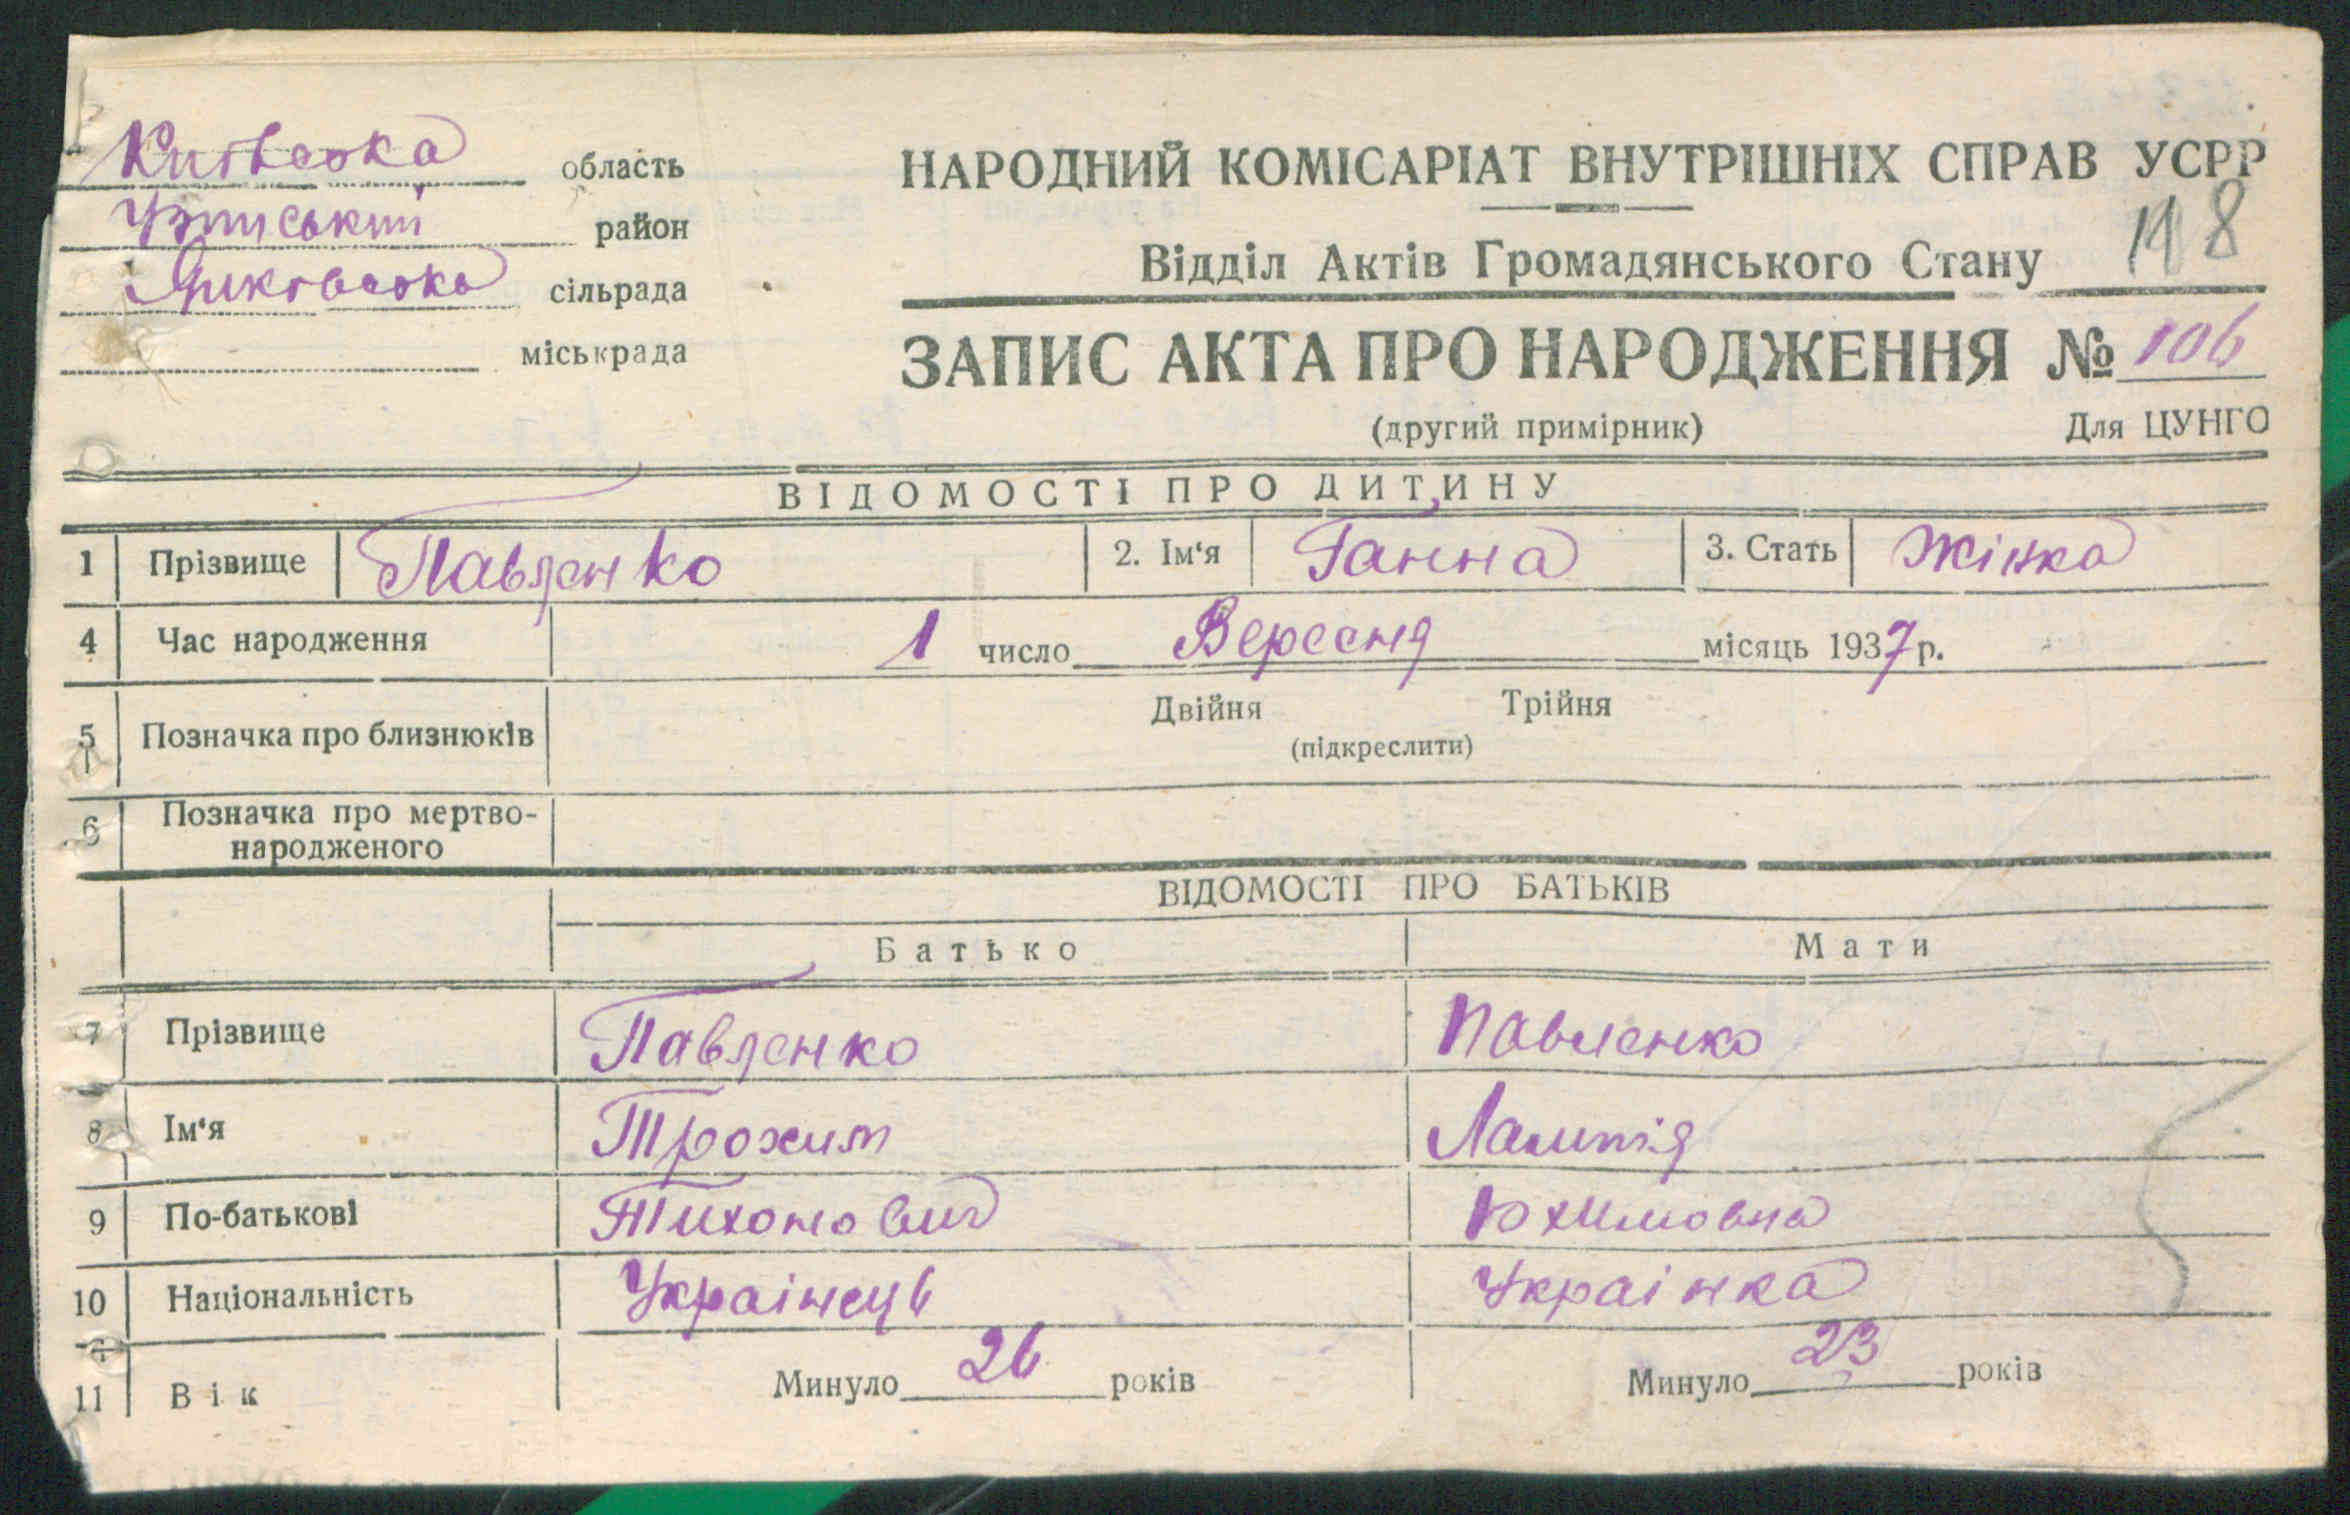 Київська область
район
сільрада
міськрада
НАРОДНИЙ КОМІСАРІАТ ВНУТРІШНІХ СПРАВ УСРР
Відділ Актів Громадянського Стану
ЗАПИС АКТА ПРО НАРОДЖЕННЯ № 106
(другий примірник) Для ЦУНГО
ВІДОМОСТІ ПРО ДИТИНУ
1 Прізвище Павленко 2. Ім‘я Ганна 3. Стать Жінка
4 Час народження 1 число Вересня місяць 1937 р.
5 Позначка про близнюків Двійня Трійня
(підкреслити)
6 Позначка про мертво-
народженого
ВІДОМОСТІ ПРО БАТЬКІВ
Батько Мати
7 Прізвище Павленко Павленко
8 Ім‘я Трохим Лампія
9 По-батькові Тихонович Юхимовна
10 Національність Українець Українка
11 Вік Минуло 26 років Минуло 23 років